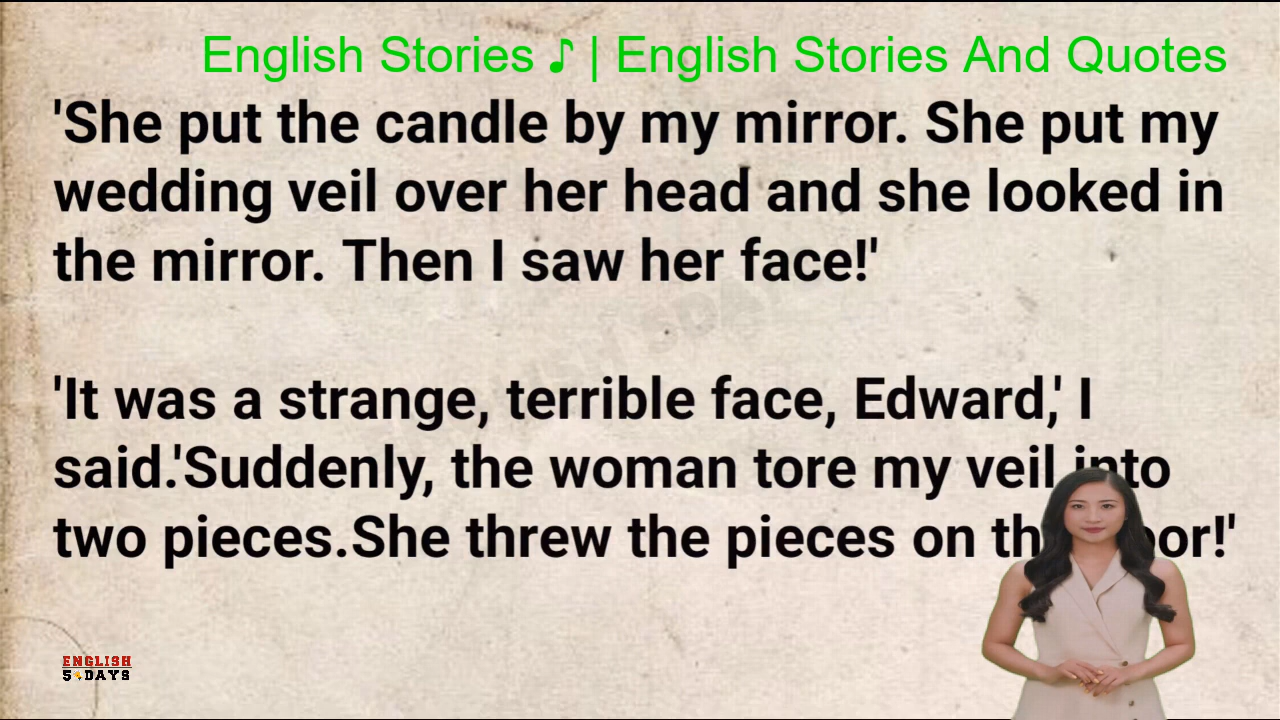 English Stories ♪ | English Stories And Quotes
'She put the candle by my mirror. She put my
wedding veil over her head and she looked in
the mirror. Then I saw her face!'
'It was a strange, terrible face, Edward,' I
said.'Suddenly, the woman tore my veil into
two pieces.She threw the pieces on
ENGLISH
5 DAYS